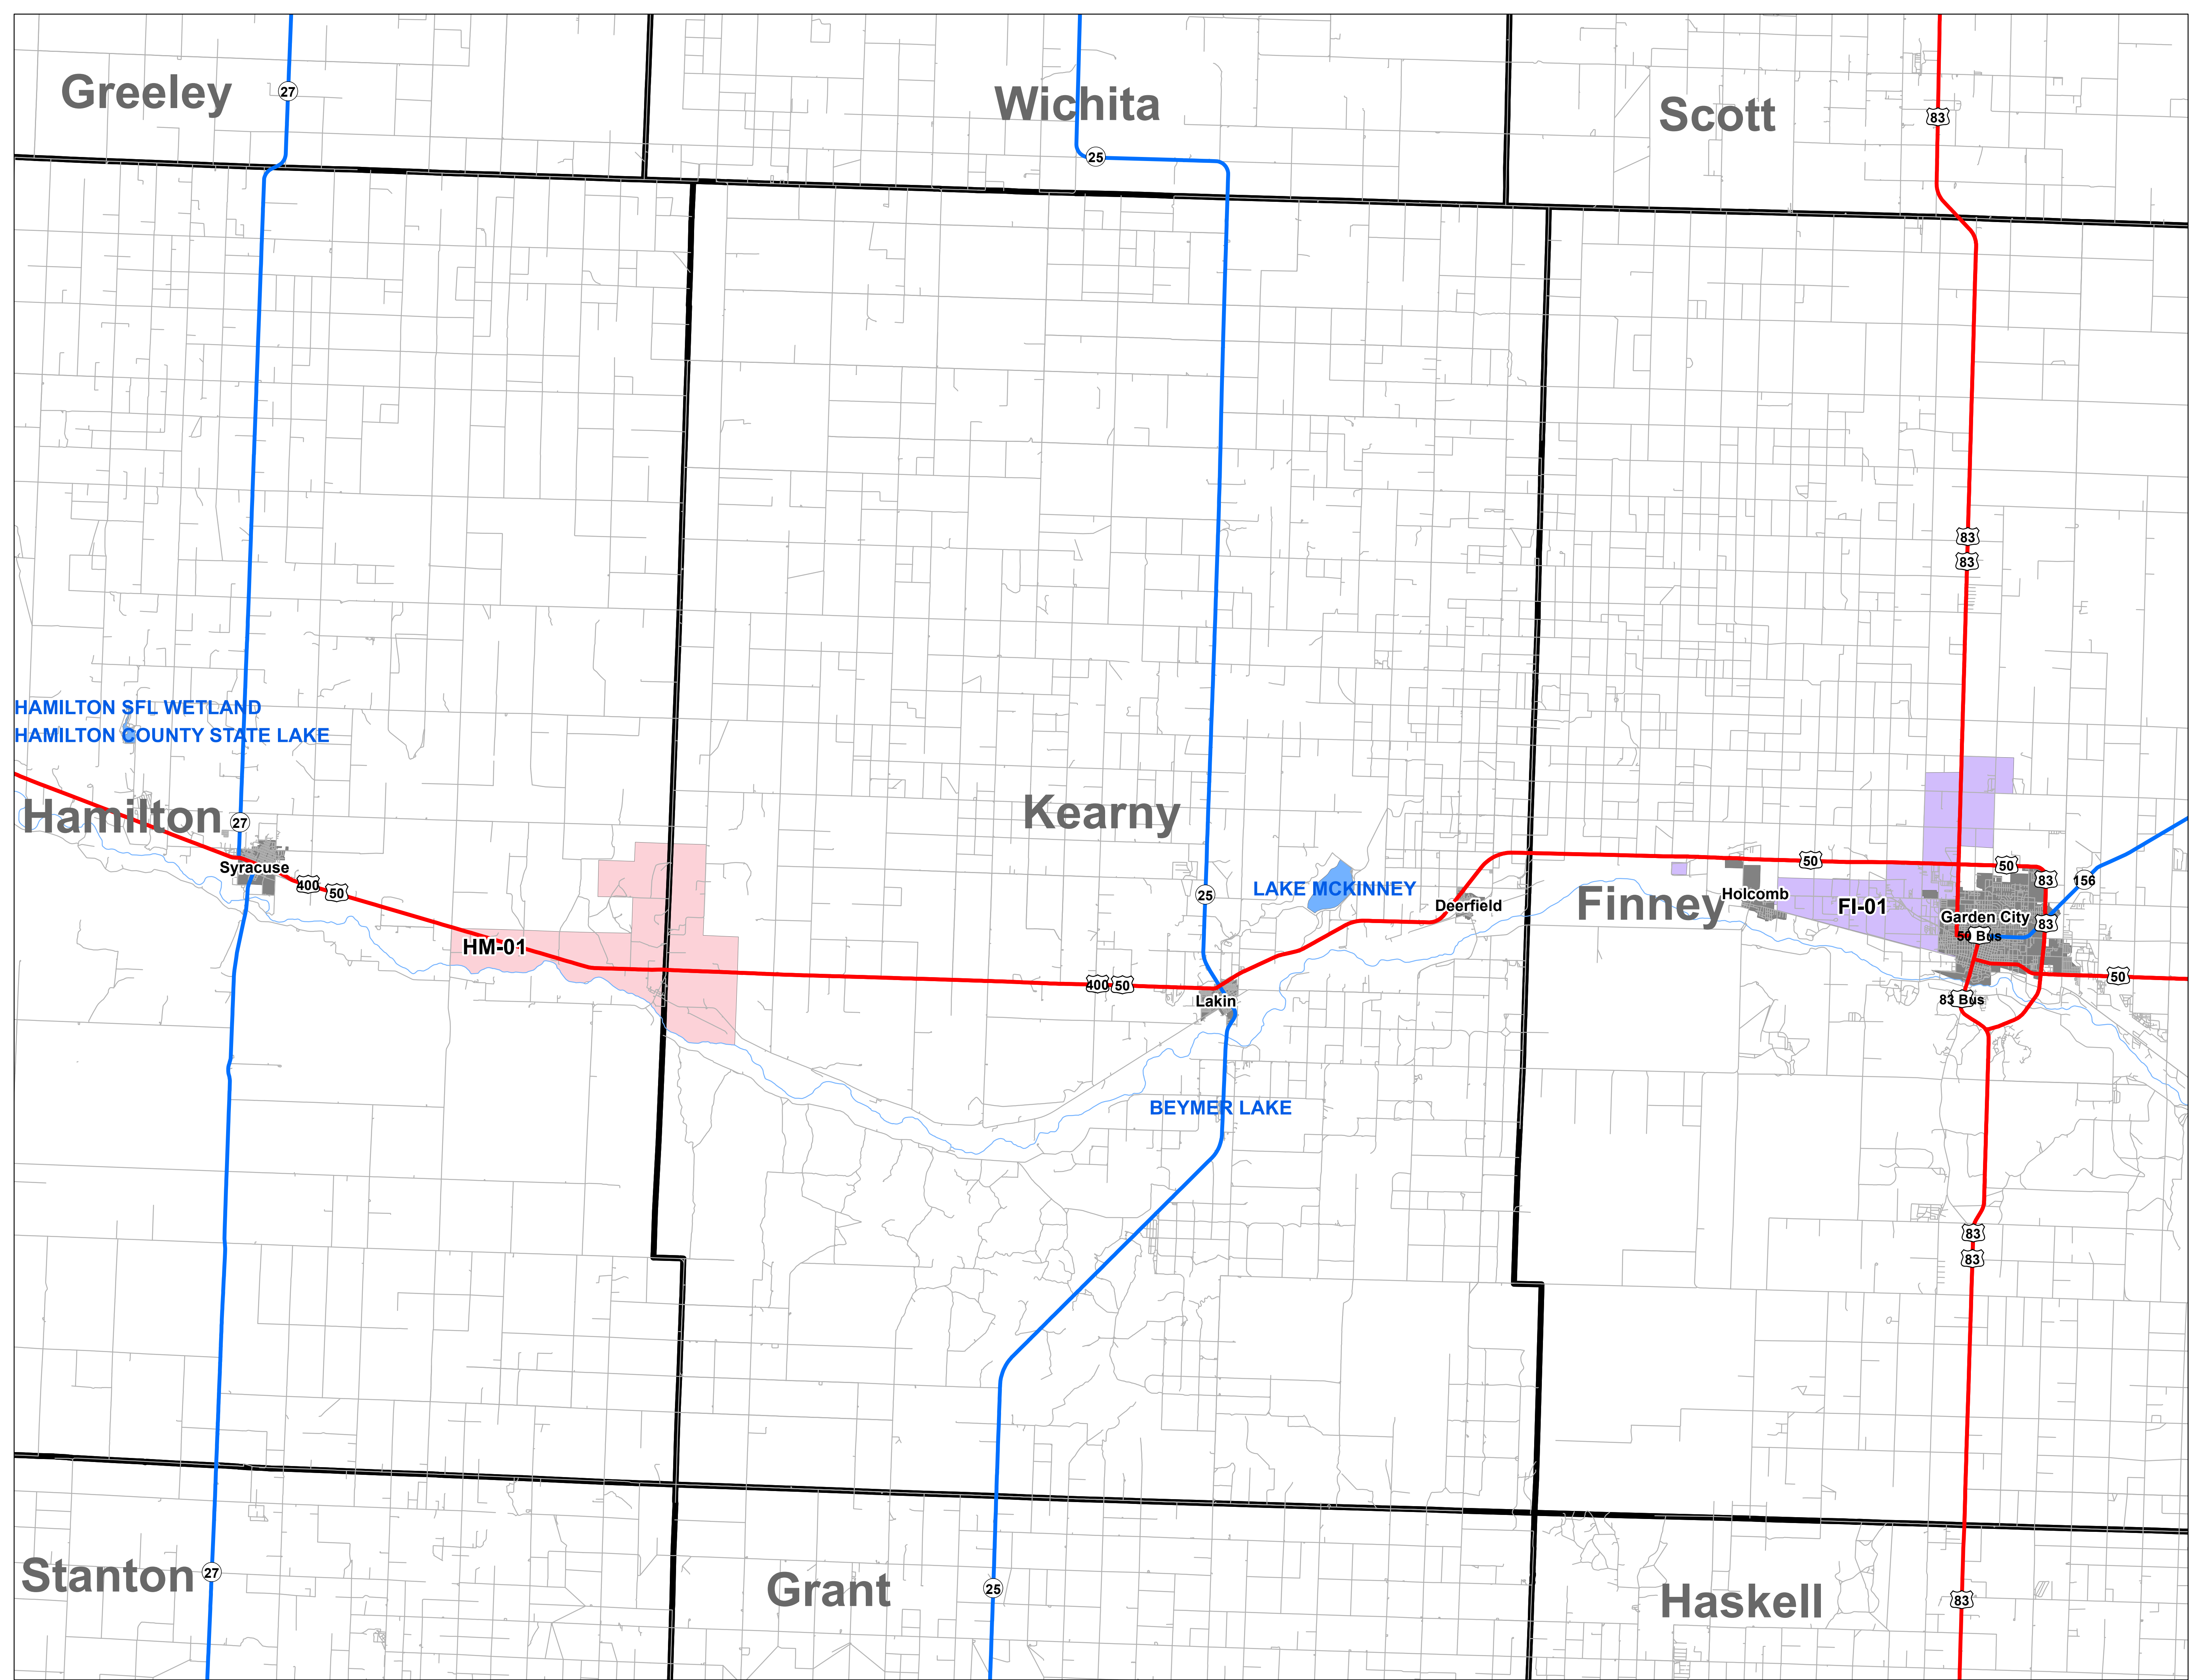 Greeley
27
Wichita
Scott
83
25
83
83
HAMILTON SFL WETLAND
HAMILTON COUNTY STATE LAKE
Hamilton
27
Kearny
Syracuse
400
50
25
LAKE MCKINNEY
Deerfield
50
50
83
156
Finney
Holcomb
FI-01
Garden City
83
50 Bus
HM-01
400
50
Lakin
50
83 Bus
BEYMER LAKE
83
83
Stanton
27
Grant
25
Haskell
83